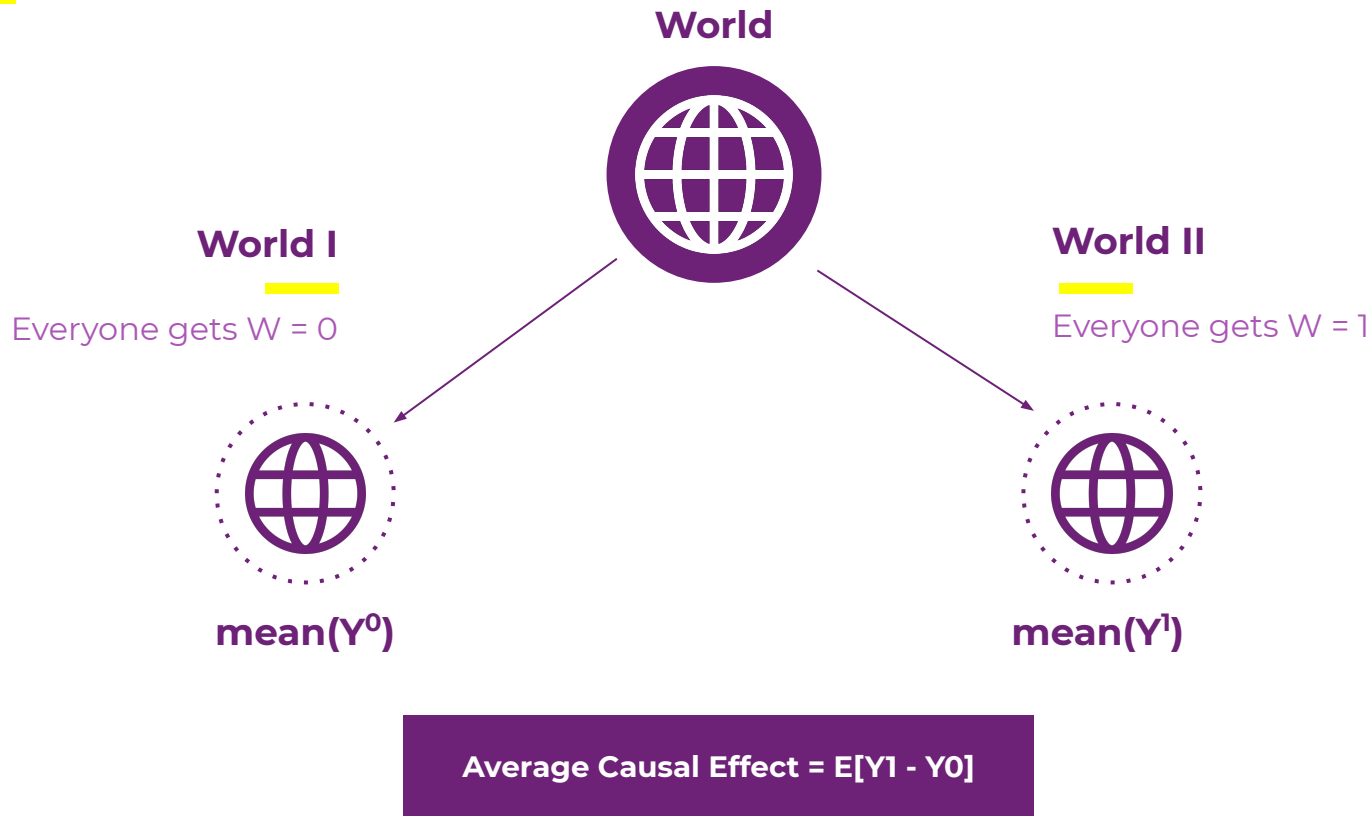 World
World I
Everyone gets W = 0
World II
Everyone gets W = 1
mean(Y⁰)
mean(Y¹)
Average Causal Effect = E[Y1 - Y0]